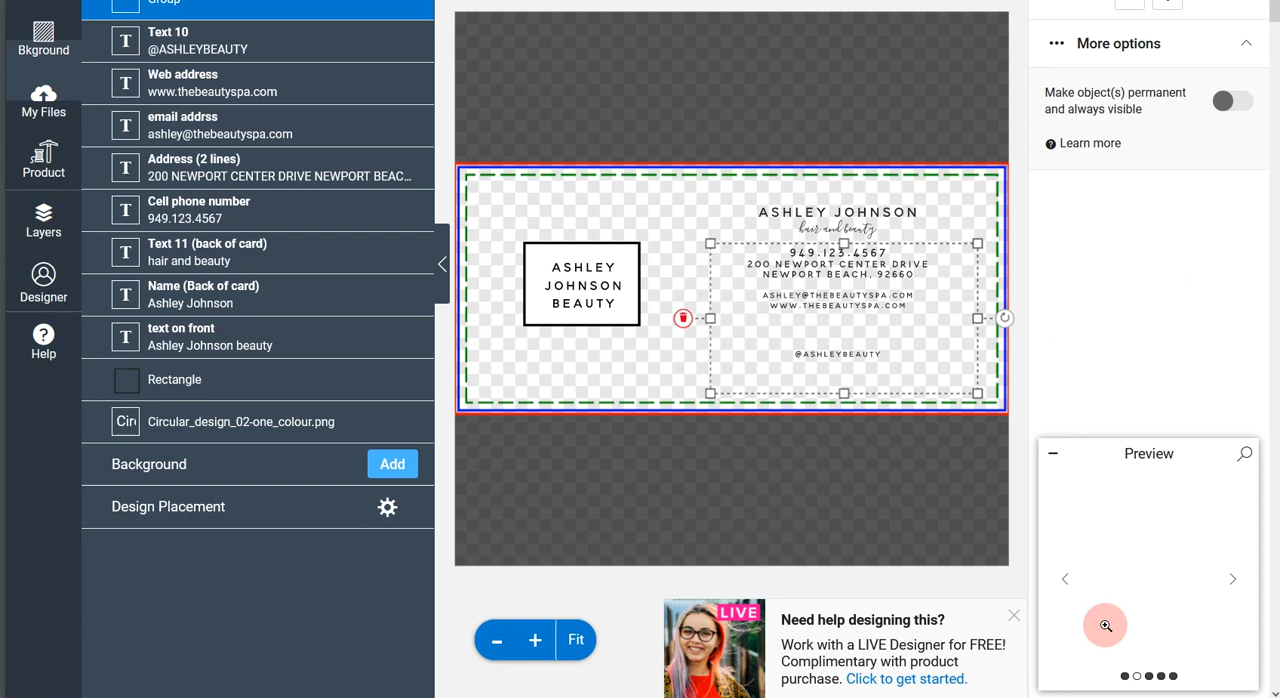 Bkground
My Files
Product
Layers
Designer
Help
Group
T
Text 10
@ASHLEYBEAUTY
T
Web address
www.thebeautyspa.com
T
email addrss
ashley@thebeautyspa.com
T
Address (2 lines)
200 NEWPORT CENTER DRIVE NEWPORT BEAC...
T
Cell phone number
949.123.4567
T
Text 11 (back of card)
hair and beauty
T
Name (Back of card)
Ashley Johnson
T
text on front
Ashley Johnson beauty
Rectangle
Circ
Circular_design_02-one_colour.png
Background
Add
Design Placement
ASHLEY
JOHNSON
BEAUTY
ASHLEY JOHNSON
hair and beauty
949.123.4567
200 NEWPORT CENTER DRIVE
NEWPORT BEACH, 92660
ASHLEY@THEBEAUTYSPA.COM
WWW.THEBEAUTYSPA.COM
@ASHLEYBEAUTY
- + Fit
LIVE
Need help designing this?
Work with a LIVE Designer for FREE!
Complimentary with product
purchase. Click to get started.
More options
Make object(s) permanent
and always visible
Learn more
Preview